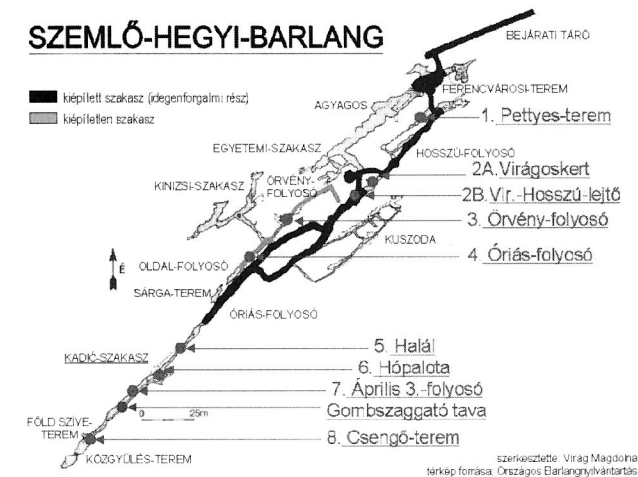 SZEMLŐ-HEGYI-BARLANG
BEJÁRATI TÁRÓ
kiépített szakasz (idegenforgalmi rész)
kiépítetlen szakasz
FERENCVÁROSI-TEREM
AGYAGOS
1. Pettyes-terem
EGYETEMI-SZAKASZ
HOSSZÚ-FOLYOSÓ
2A. Virágoskert
KINIZSI-SZAKASZ
ÖRVÉNY-
FOLYOSÓ
2B. Vir.-Hosszú-lejtő
3. Örvény-folyosó
KUSZODA
4. Óriás-folyosó
OLDAL-FOLYOSÓ
É
SÁRGA-TEREM
ÓRIÁS-FOLYOSÓ
5. Halál
KADIĆ-SZAKASZ
6. Hópalota
7. Április 3.-folyosó
Gombszaggató tava
0 25m
FÖLD SZÍVE-
TEREM
8. Csengő-terem
KÖZGYŰLÉS-TEREM
szerkesztette: Virág Magdolna
térkép forrása: Országos Barlangnyilvántartás